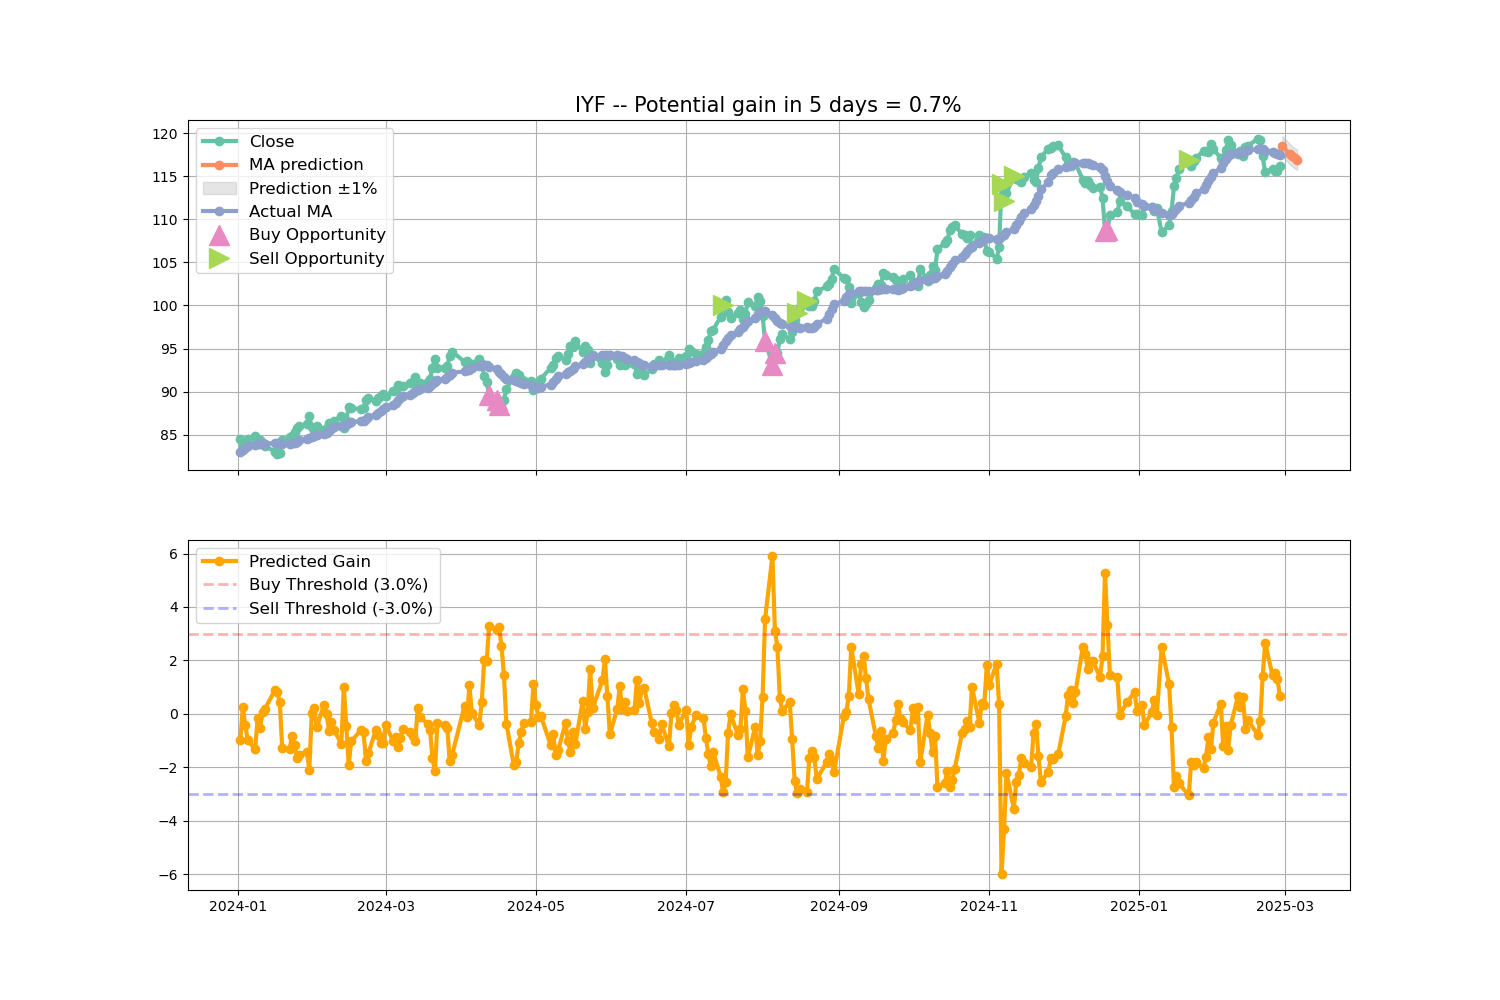 IYF -- Potential gain in 5 days = 0.7%
120
115
110
105
100
95
90
85
Close
MA prediction
Prediction ±1%
Actual MA
Buy Opportunity
Sell Opportunity
6
4
2
0
−2
−4
−6
Predicted Gain
Buy Threshold (3.0%)
Sell Threshold (-3.0%)
2024-01
2024-03
2024-05
2024-07
2024-09
2024-11
2025-01
2025-03